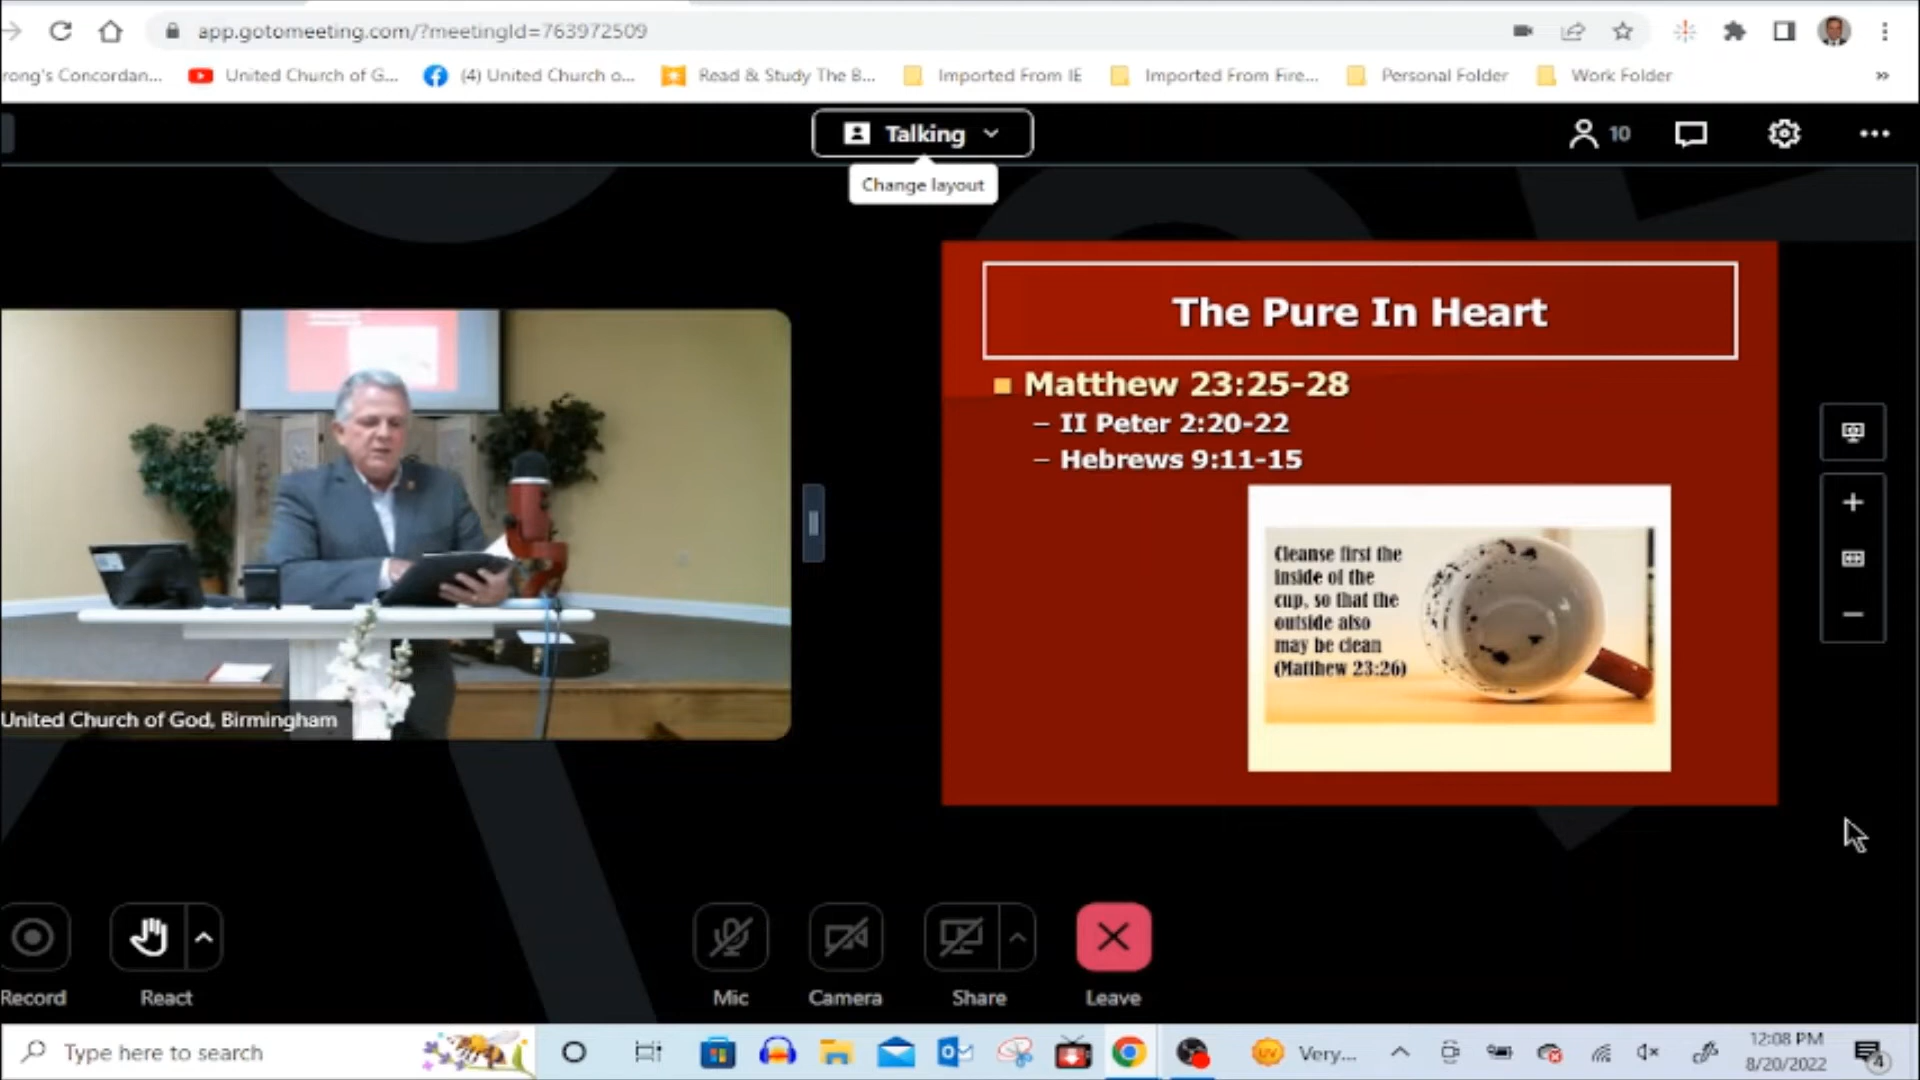 app.gotomeeting.com/?meetingId=763972509
rong's Concordan... United Church of G... (4) United Church o... Read & Study The B... Imported From IE Imported From Fire... Personal Folder Work Folder »
Talking 10
Change layout
The Pure In Heart
Matthew 23:25-28
– II Peter 2:20-22
– Hebrews 9:11-15
Cleanse first the
inside of the
cup, so that the
outside also
may be clean
(Matthew 23:26)
United Church of God, Birmingham
Record React Mic Camera Share Leave
Type here to search
Very...
12:08 PM
8/20/2022
4